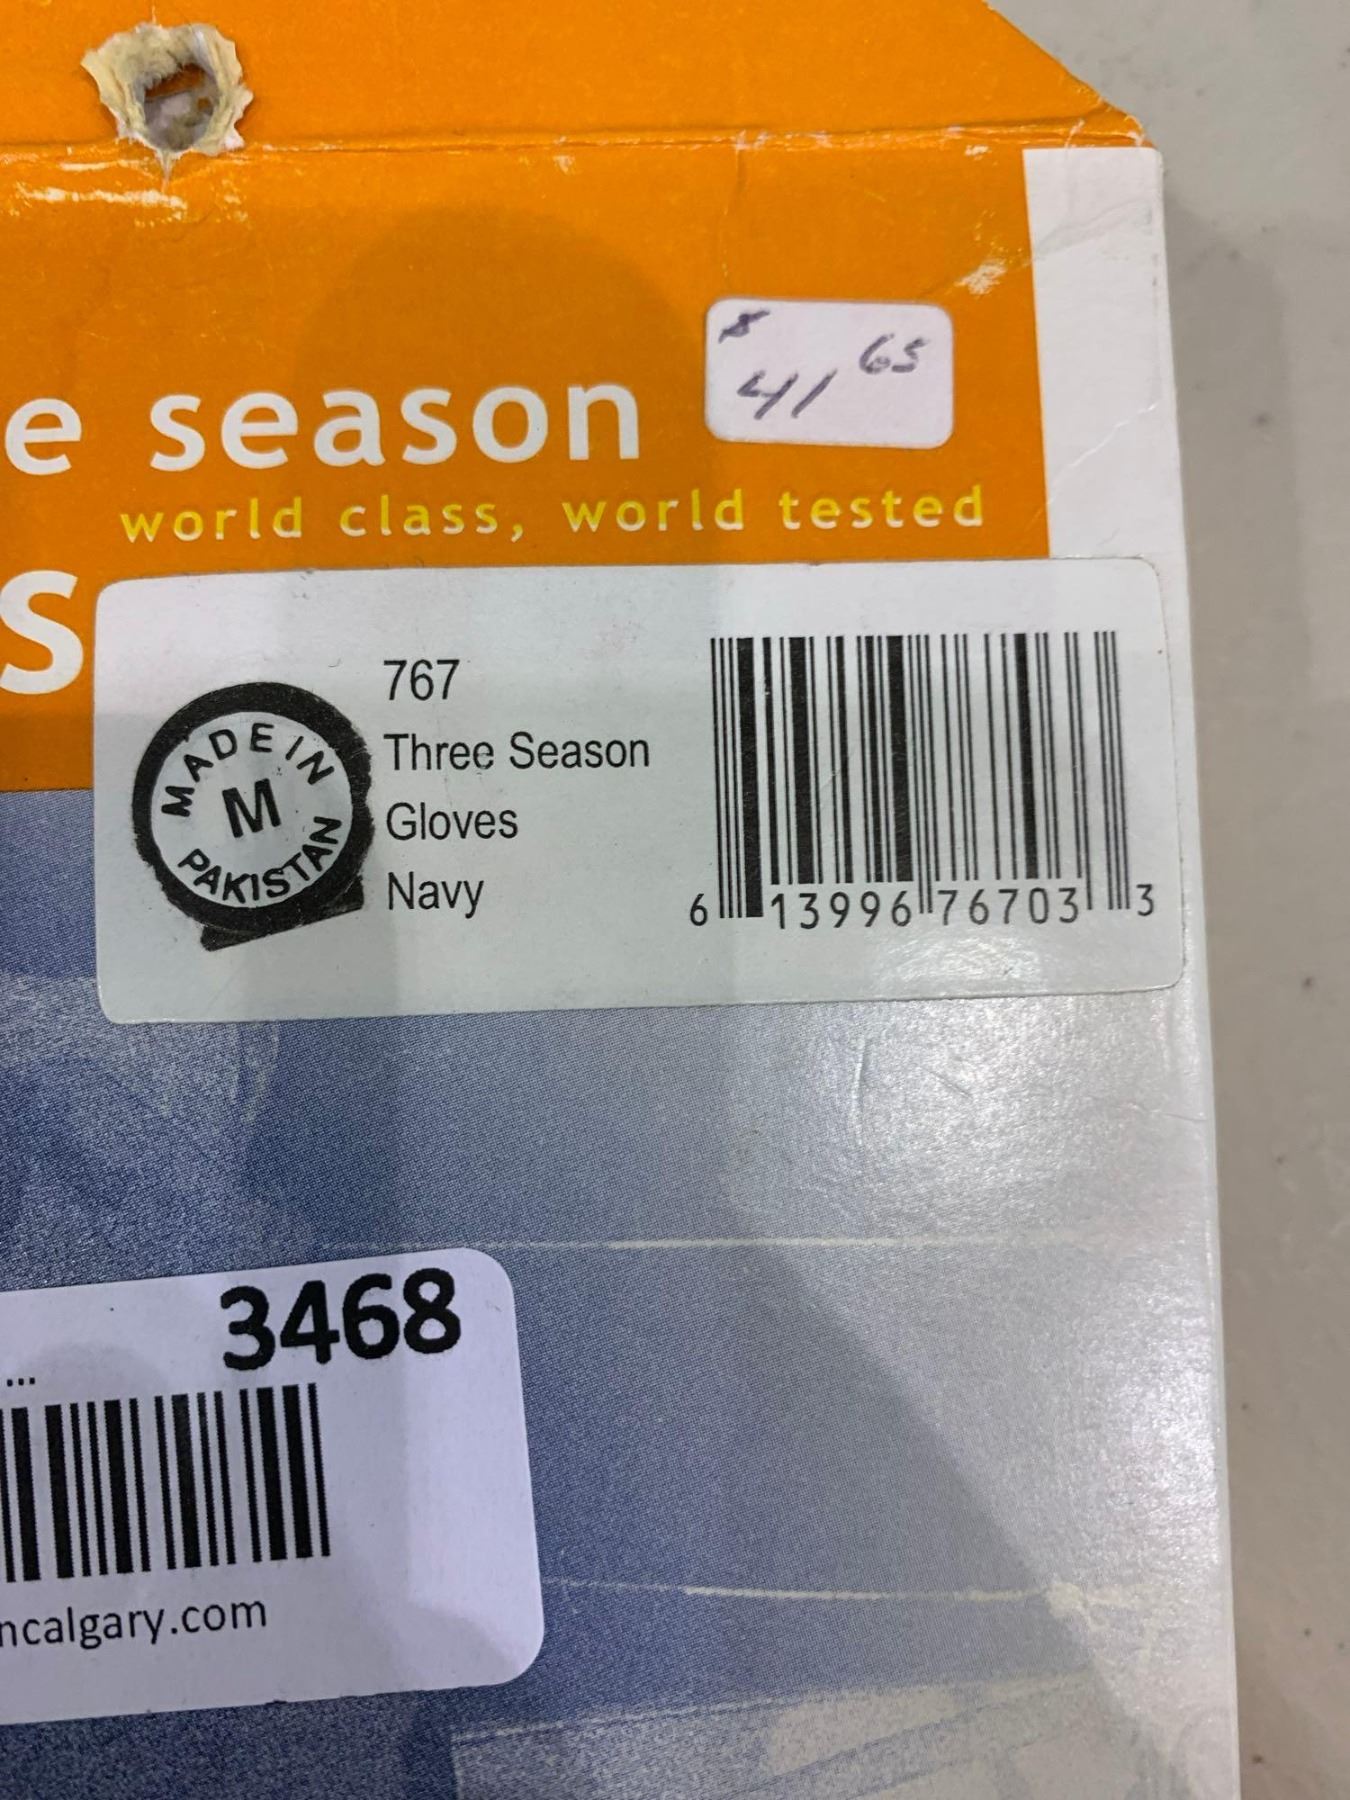 $ 41 65
e season
world class, world tested
s
767
Three Season
Gloves
Navy
MADE IN
M
PAKISTAN
6 13996 76703 3
3468
...
ncalgary.com